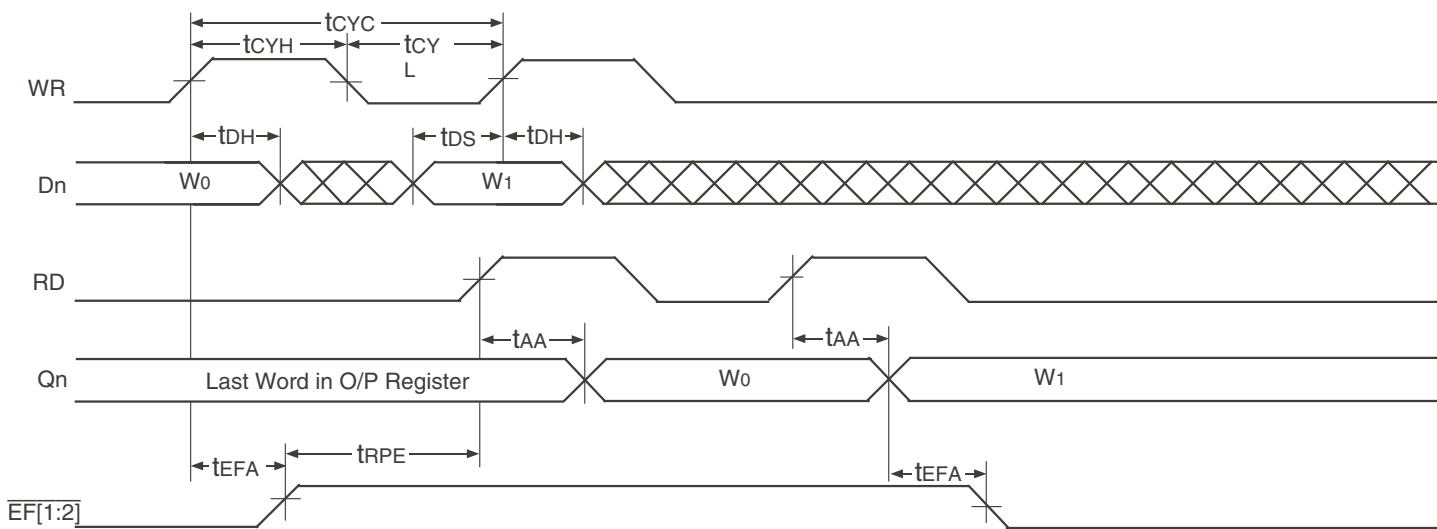 tCYC
tCYH tCY
L
WR
tDH tDS tDH
Dn W0 W1
RD
tAA tAA
Qn Last Word in O/P Register W0 W1
tEFA tRPE tEFA
EF[1:2]